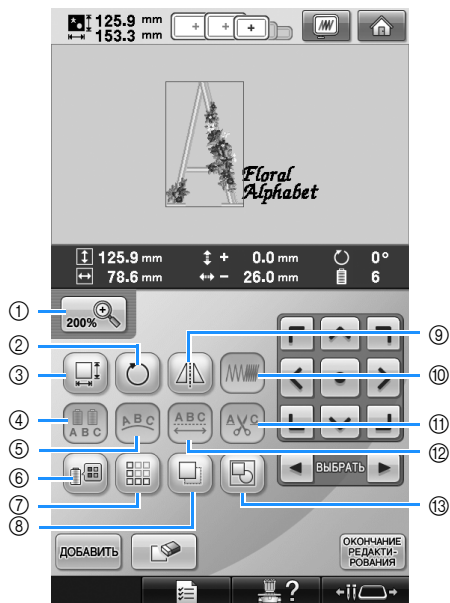 125.9 mm
153.3 mm
Floral
Alphabet
125.9 mm + 0.0 mm 0°
78.6 mm − 26.0 mm 6
① 200%
② ⑨
③ ⑩
④ A B C
⑤ ABC
ABC
A C
⑪
⑫
⑥
⑦
⑧
⑬
ВЫБРАТЬ
ДОБАВИТЬ
ОКОНЧАНИЕ
РЕДАКТИ-
РОВАНИЯ
?